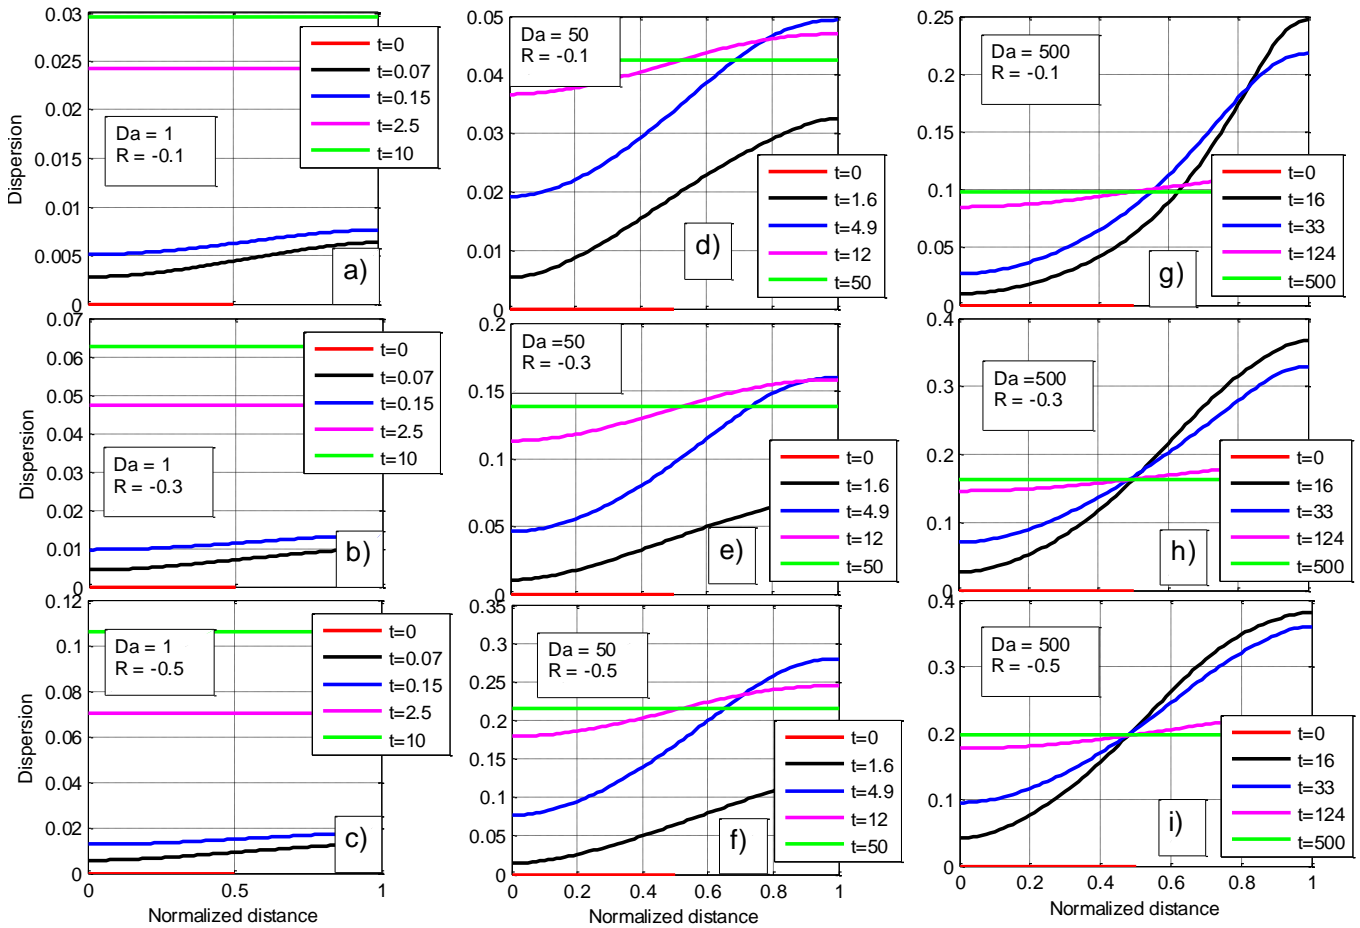 0.03
0.025
0.02
0.015
0.01
0.005
0
Dispersion
Da = 1
R = -0.1
t=0
t=0.07
t=0.15
t=2.5
t=10
a)
0.05
0.04
0.03
0.02
0.01
0
Da = 50
R = -0.1
t=0
t=1.6
t=4.9
t=12
t=50
d)
0.25
0.2
0.15
0.1
0.05
0
Da = 500
R = -0.1
t=0
t=16
t=33
t=124
t=500
g)
0.07
0.06
0.05
0.04
0.03
0.02
0.01
0
Dispersion
Da = 1
R = -0.3
t=0
t=0.07
t=0.15
t=2.5
t=10
b)
0.2
0.15
0.1
0.05
0
Da =50
R = -0.3
t=0
t=1.6
t=4.9
t=12
t=50
e)
0.4
0.3
0.2
0.1
0
Da =500
R = -0.3
t=0
t=16
t=33
t=124
t=500
h)
0.12
0.1
0.08
0.06
0.04
0.02
0
Dispersion
Da = 1
R = -0.5
t=0
t=0.07
t=0.15
t=2.5
t=10
c)
0 0.5 1
Normalized distance
0.35
0.3
0.25
0.2
0.15
0.1
0.05
0
Da = 50
R = -0.5
t=0
t=1.6
t=4.9
t=12
t=50
f)
0 0.2 0.4 0.6 0.8 1
Normalized distance
0.4
0.3
0.2
0.1
0
Da =500
R = -0.5
t=0
t=16
t=33
t=124
t=500
i)
0 0.2 0.4 0.6 0.8 1
Normalized distance